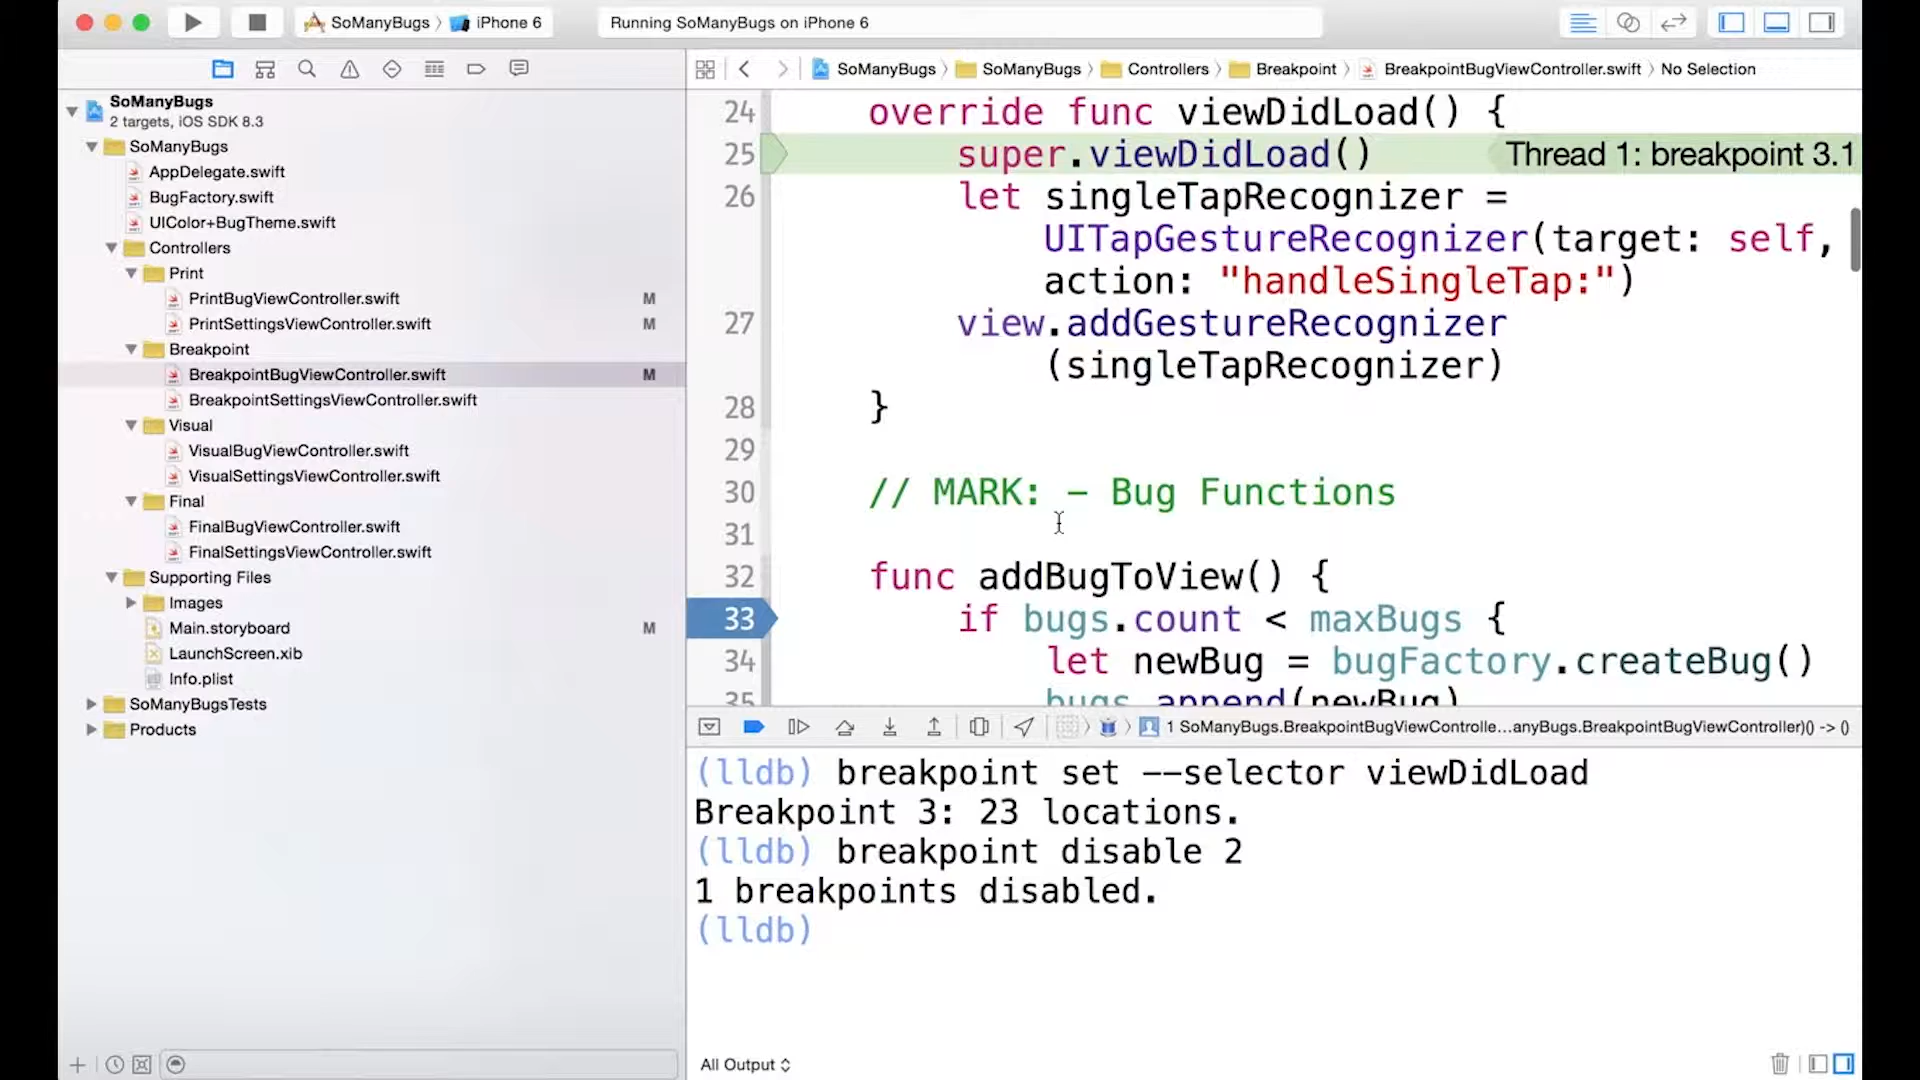 SoManyBugs
iPhone 6
Running SoManyBugs on iPhone 6
SoManyBugs
2 targets, iOS SDK 8.3
SoManyBugs
AppDelegate.swift
BugFactory.swift
UIColor+BugTheme.swift
Controllers
Print
PrintBugViewController.swift M
PrintSettingsViewController.swift M
Breakpoint
BreakpointBugViewController.swift M
BreakpointSettingsViewController.swift
Visual
VisualBugViewController.swift
VisualSettingsViewController.swift
Final
FinalBugViewController.swift
FinalSettingsViewController.swift
Supporting Files
Images
Main.storyboard M
LaunchScreen.xib
Info.plist
SoManyBugsTests
Products
SoManyBugs SoManyBugs Controllers Breakpoint BreakpointBugViewController.swift No Selection
24 override func viewDidLoad() {
25 super.viewDidLoad() Thread 1: breakpoint 3.1
26 let singleTapRecognizer =
UITapGestureRecognizer(target: self,
action: "handleSingleTap:")
27 view.addGestureRecognizer
(singleTapRecognizer)
28 }
29
30 // MARK: - Bug Functions
31
32 func addBugToView() {
33 if bugs.count < maxBugs {
34 let newBug = bugFactory.createBug()
35 bugs.append(newBug)
1 SoManyBugs.BreakpointBugViewControlle...anyBugs.BreakpointBugViewController)() -> ()
(lldb) breakpoint set --selector viewDidLoad
Breakpoint 3: 23 locations.
(lldb) breakpoint disable 2
1 breakpoints disabled.
(lldb)
All Output